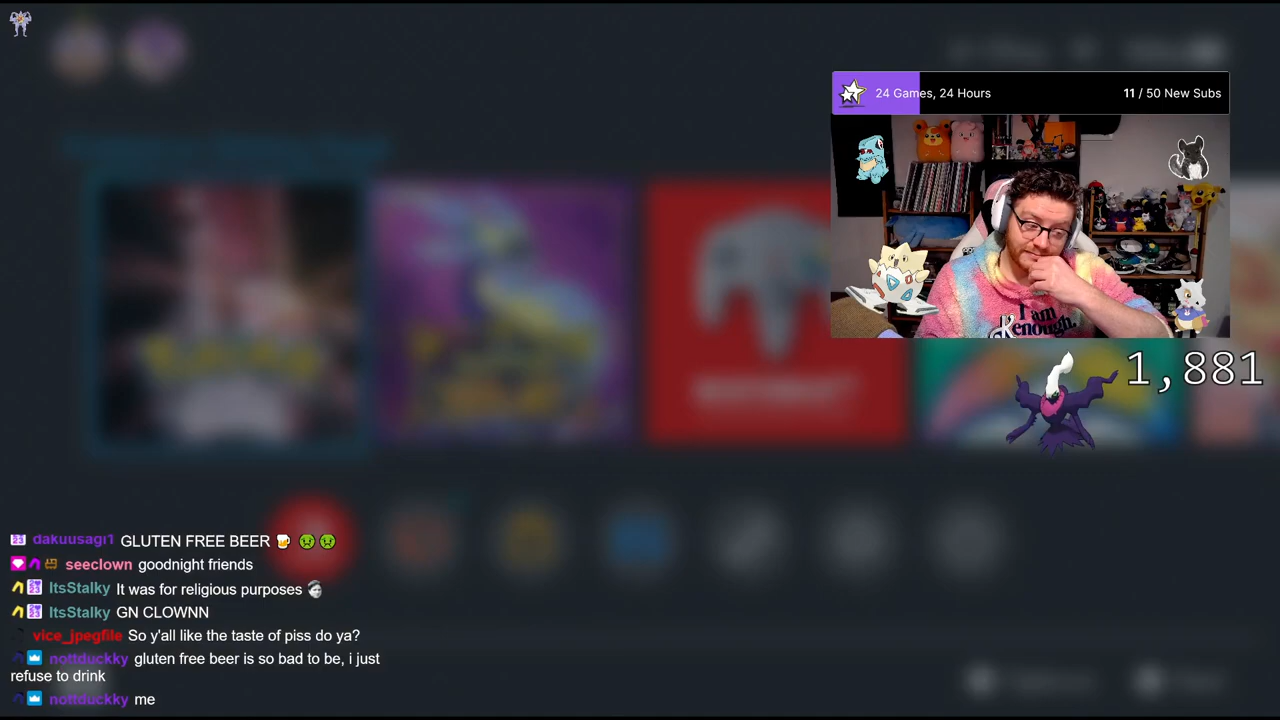 24 Games, 24 Hours
11 / 50 New Subs
I am
Kenough.
1,881
dakuusagi1 GLUTEN FREE BEER
seeclown goodnight friends
ItsStalky It was for religious purposes
ItsStalky GN CLOWNN
vice_jpegfile So y'all like the taste of piss do ya?
nottduckky gluten free beer is so bad to be, i just
refuse to drink
nottduckky me